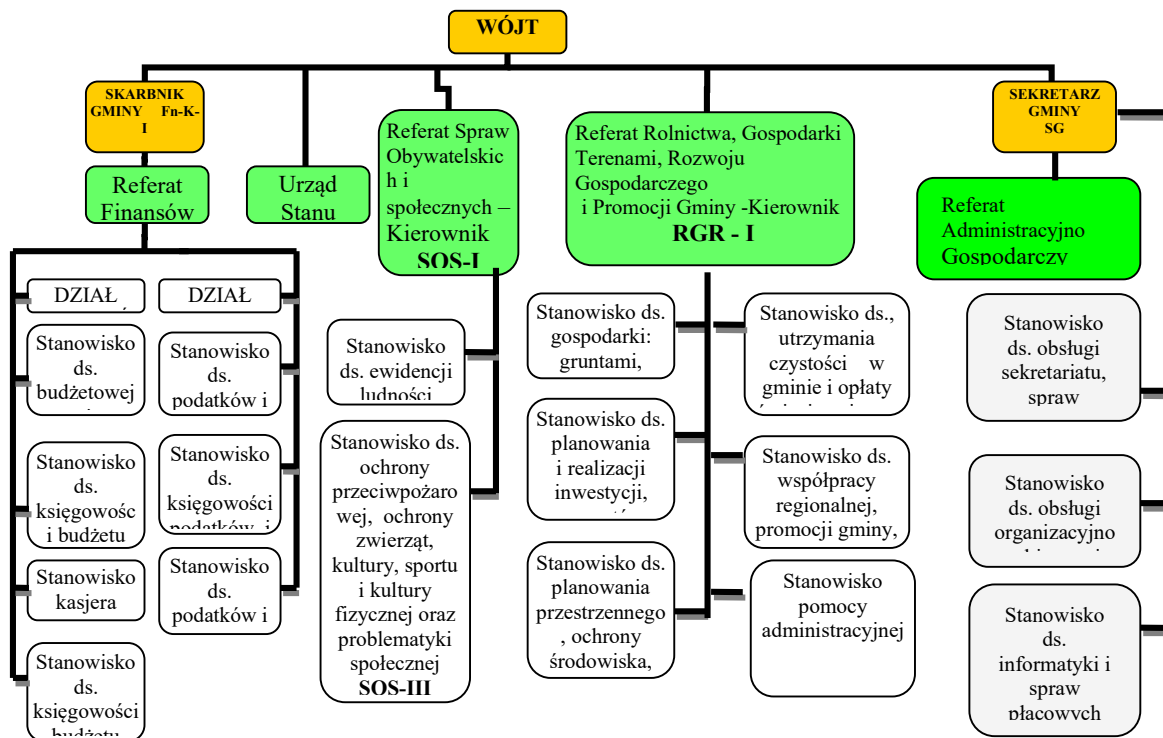 WÓJT
SKARBNIK
GMINY Fn-K-
I
SEKRETARZ
GMINY
SG
Referat Spraw
Obywatelskic
h i
społecznych –
Kierownik
SOS-I
Referat Rolnictwa, Gospodarki
Terenami, Rozwoju
Gospodarczego
i Promocji Gminy -Kierownik
RGR - I
Referat
Finansów
Urząd
Stanu
Referat
Administracyjno
Gospodarczy
DZIAŁ
Stanowisko
ds.
budżetowej
Stanowisko
ds.
księgowośc
i budżetu
Stanowisko
kasjera
Stanowisko
ds.
księgowości
budżetu
DZIAŁ
Stanowisko
ds.
podatków i
Stanowisko
ds.
księgowości
podatków i
Stanowisko
ds.
podatków i
Stanowisko
ds. ewidencji
ludności
Stanowisko ds.
ochrony
przeciwpożaro
wej, ochrony
zwierząt,
kultury, sportu
i kultury
fizycznej oraz
problematyki
społecznej
SOS-III
Stanowisko ds.
gospodarki:
gruntami,
Stanowisko ds.
planowania
i realizacji
inwestycji,
Stanowisko ds.
planowania
przestrzennego
, ochrony
środowiska,
Stanowisko ds.,
utrzymania
czystości w
gminie i opłaty
Stanowisko ds.
współpracy
regionalnej,
promocji gminy,
Stanowisko
pomocy
administracyjnej
Stanowisko
ds. obsługi
sekretariatu,
spraw
Stanowisko
ds. obsługi
organizacyjno
Stanowisko
ds.
informatyki i
spraw
płacowych